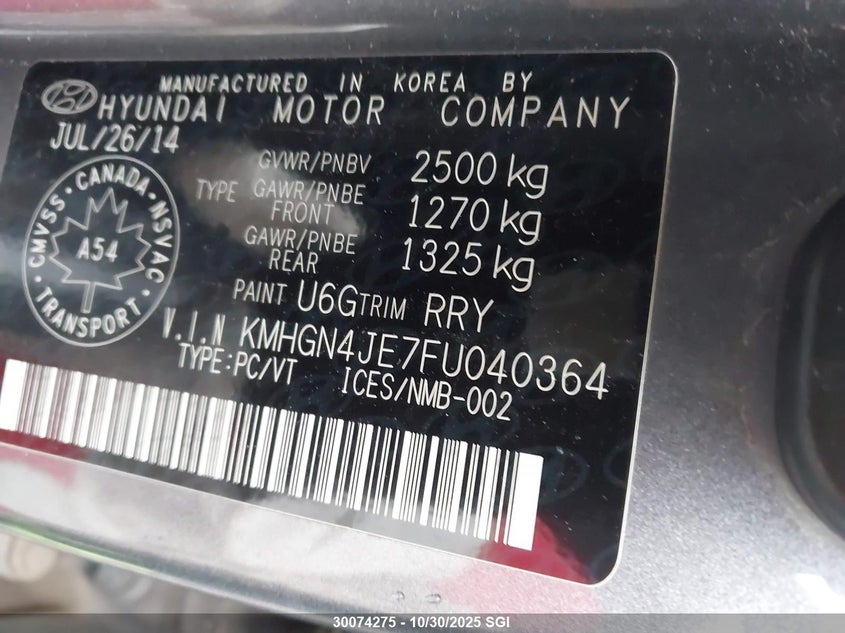 MANUFACTURED IN KOREA BY
HYUNDAI MOTOR COMPANY
JUL/26/14
GVWR/PNBV 2500 kg
TYPE GAWR/PNBE FRONT 1270 kg
GAWR/PNBE REAR 1325 kg
CMVSS · CANADA · NSVAC
A54
· TRANSPORT ·
PAINT U6G TRIM RRY
V.I.N KMHGN4JE7FU040364
TYPE:PC/VT ICES/NMB-002
30074275 - 10/30/2025 SGI